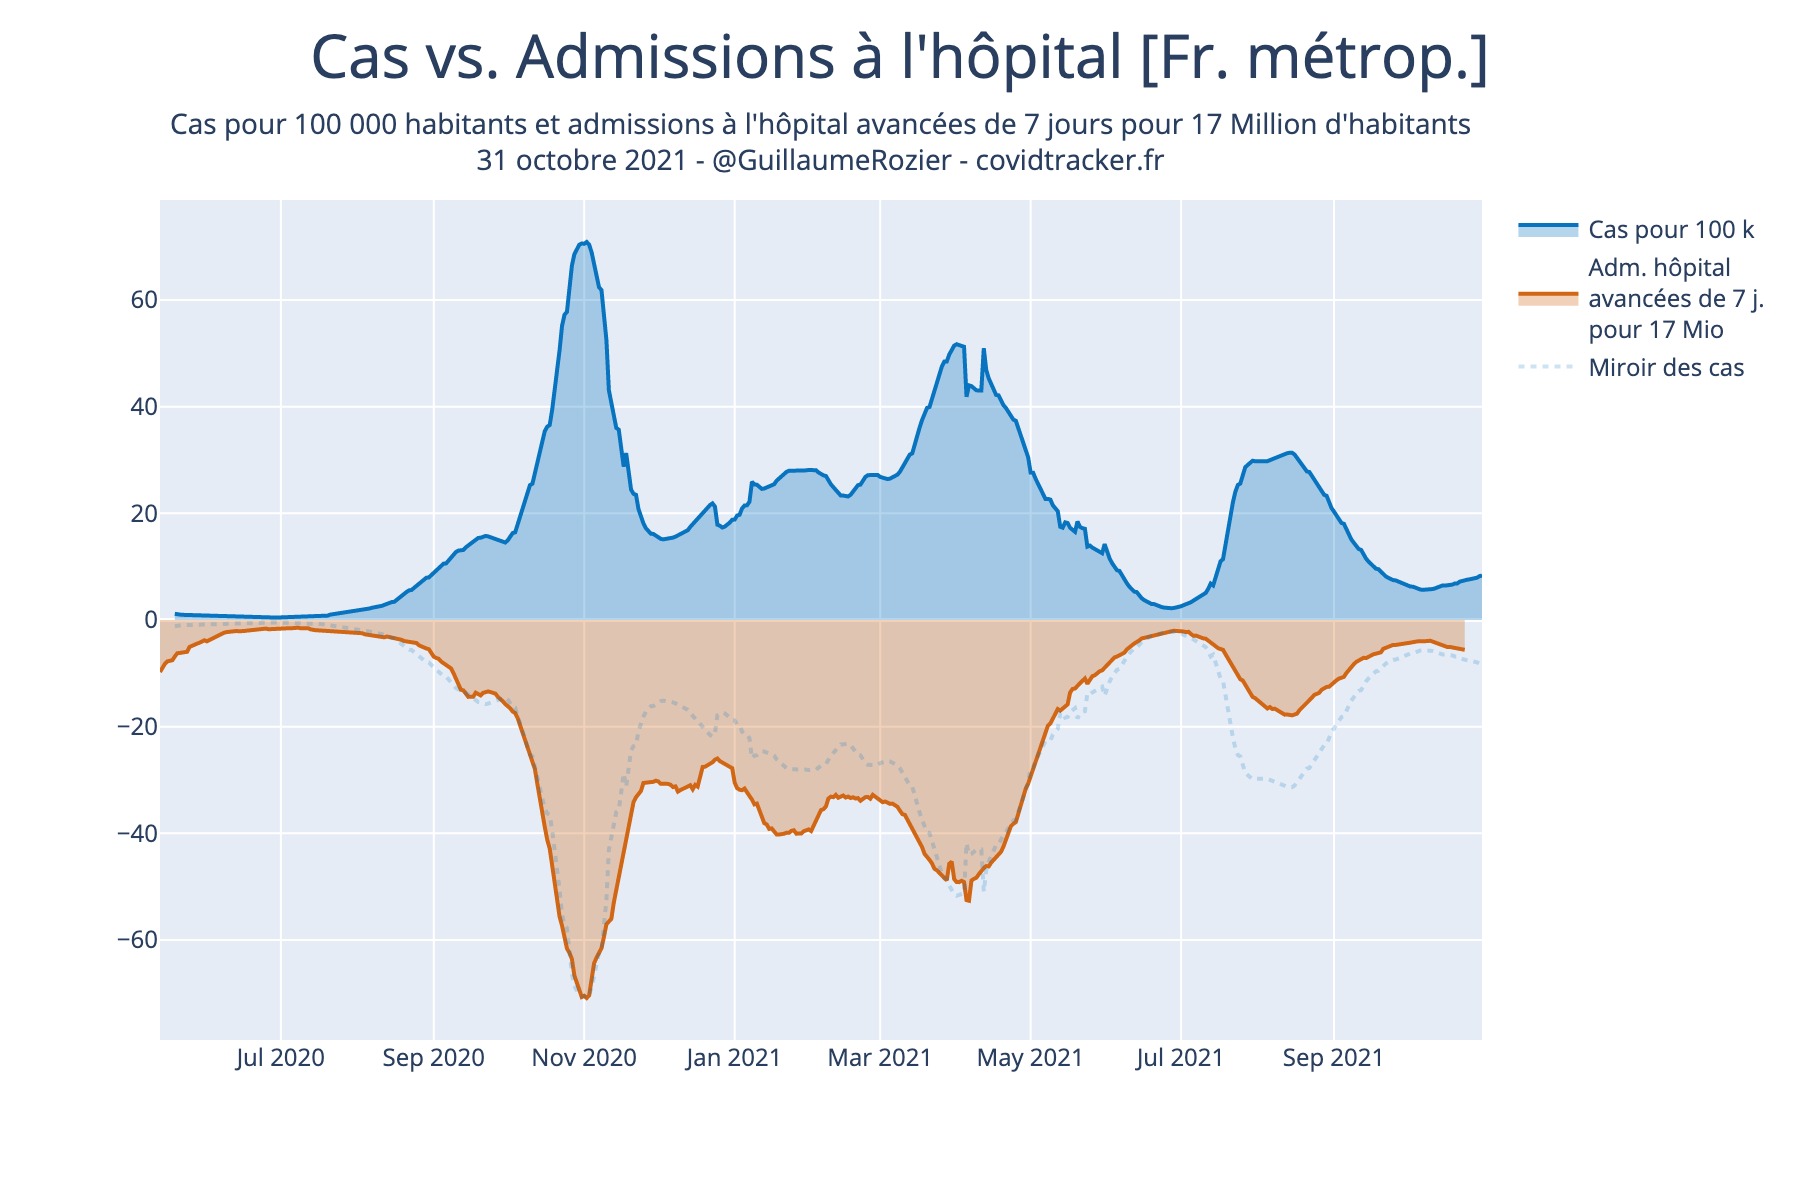 Cas vs. Admissions à l'hôpital [Fr. métrop.]
Cas pour 100 000 habitants et admissions à l'hôpital avancées de 7 jours pour 17 Million d'habitants
31 octobre 2021 - @GuillaumeRozier - covidtracker.fr
Cas pour 100 k
Adm. hôpital
avancées de 7 j.
pour 17 Mio
Miroir des cas
60
40
20
0
−20
−40
−60
Jul 2020 Sep 2020 Nov 2020 Jan 2021 Mar 2021 May 2021 Jul 2021 Sep 2021